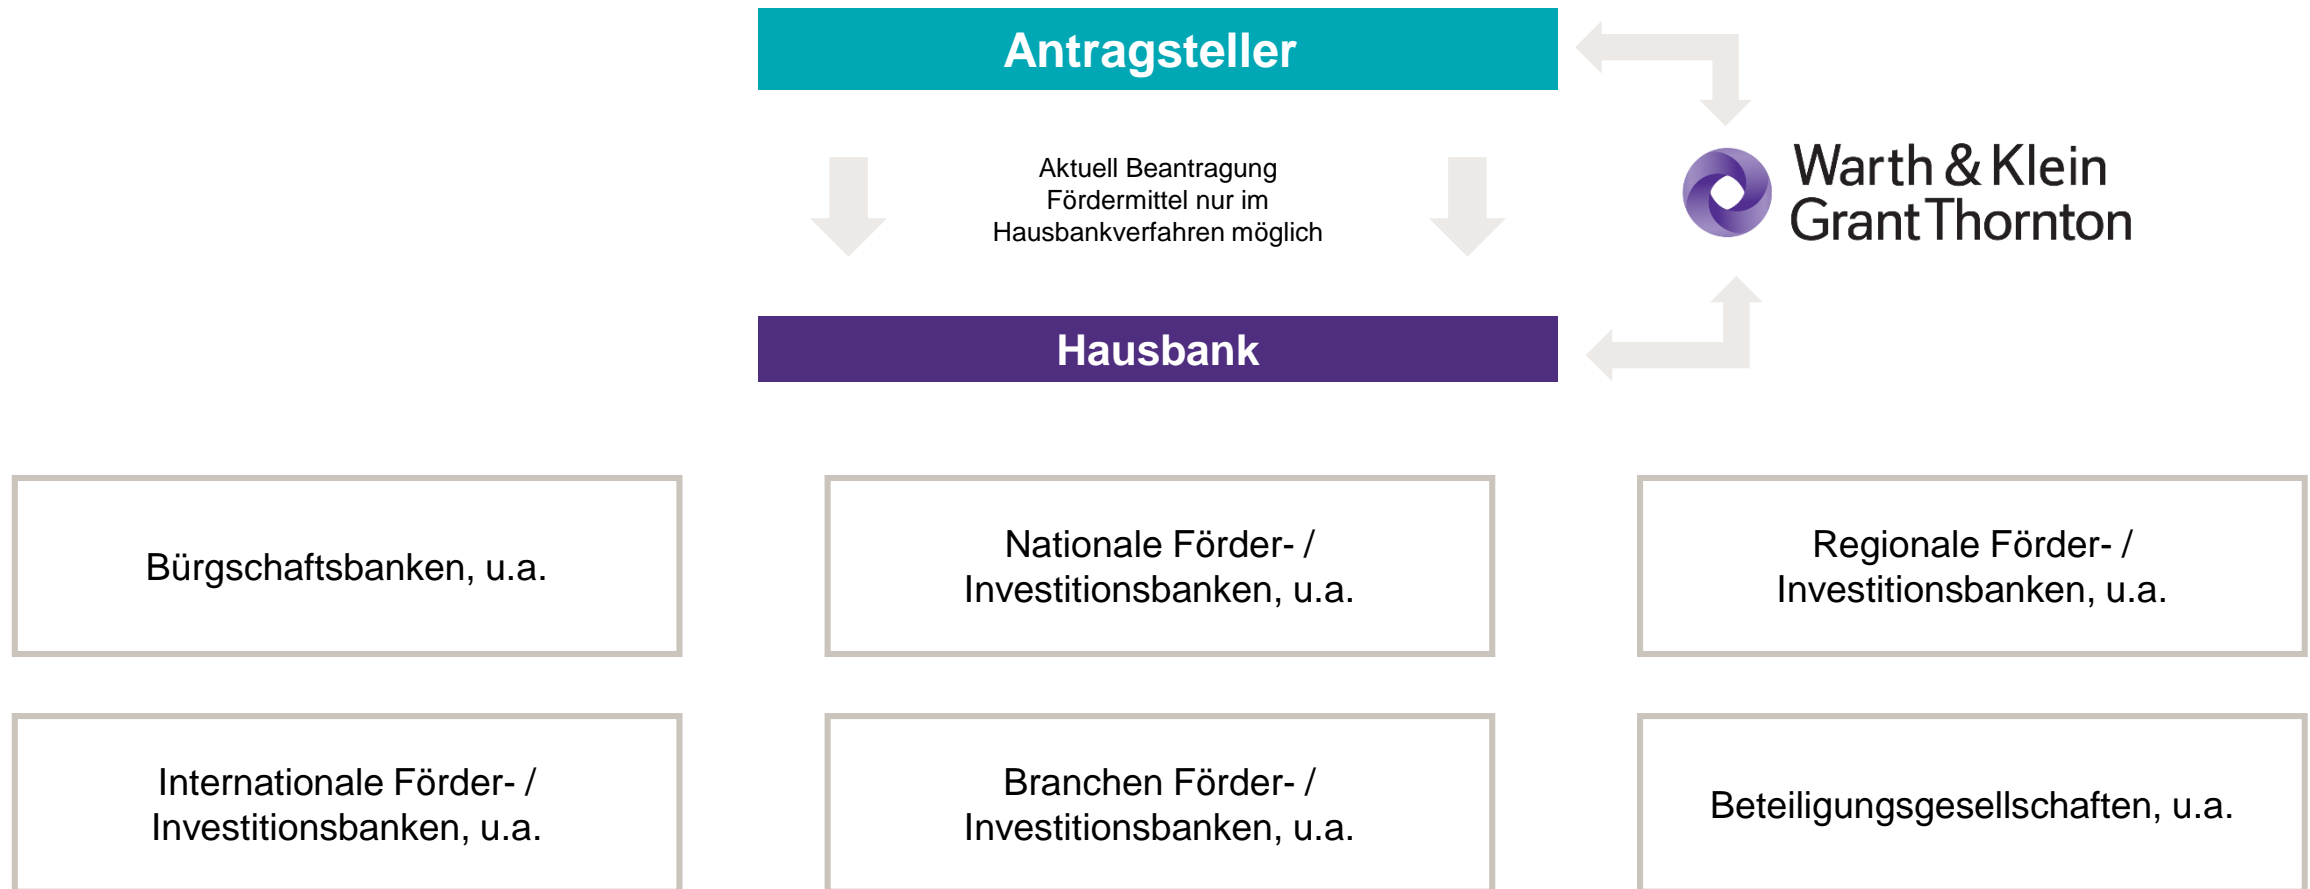 Antragsteller
Aktuell Beantragung
Fördermittel nur im
Hausbankverfahren möglich
Warth & Klein
Grant Thornton
Hausbank
Bürgschaftsbanken, u.a.
Nationale Förder- /
Investitionsbanken, u.a.
Regionale Förder- /
Investitionsbanken, u.a.
Internationale Förder- /
Investitionsbanken, u.a.
Branchen Förder- /
Investitionsbanken, u.a.
Beteiligungsgesellschaften, u.a.